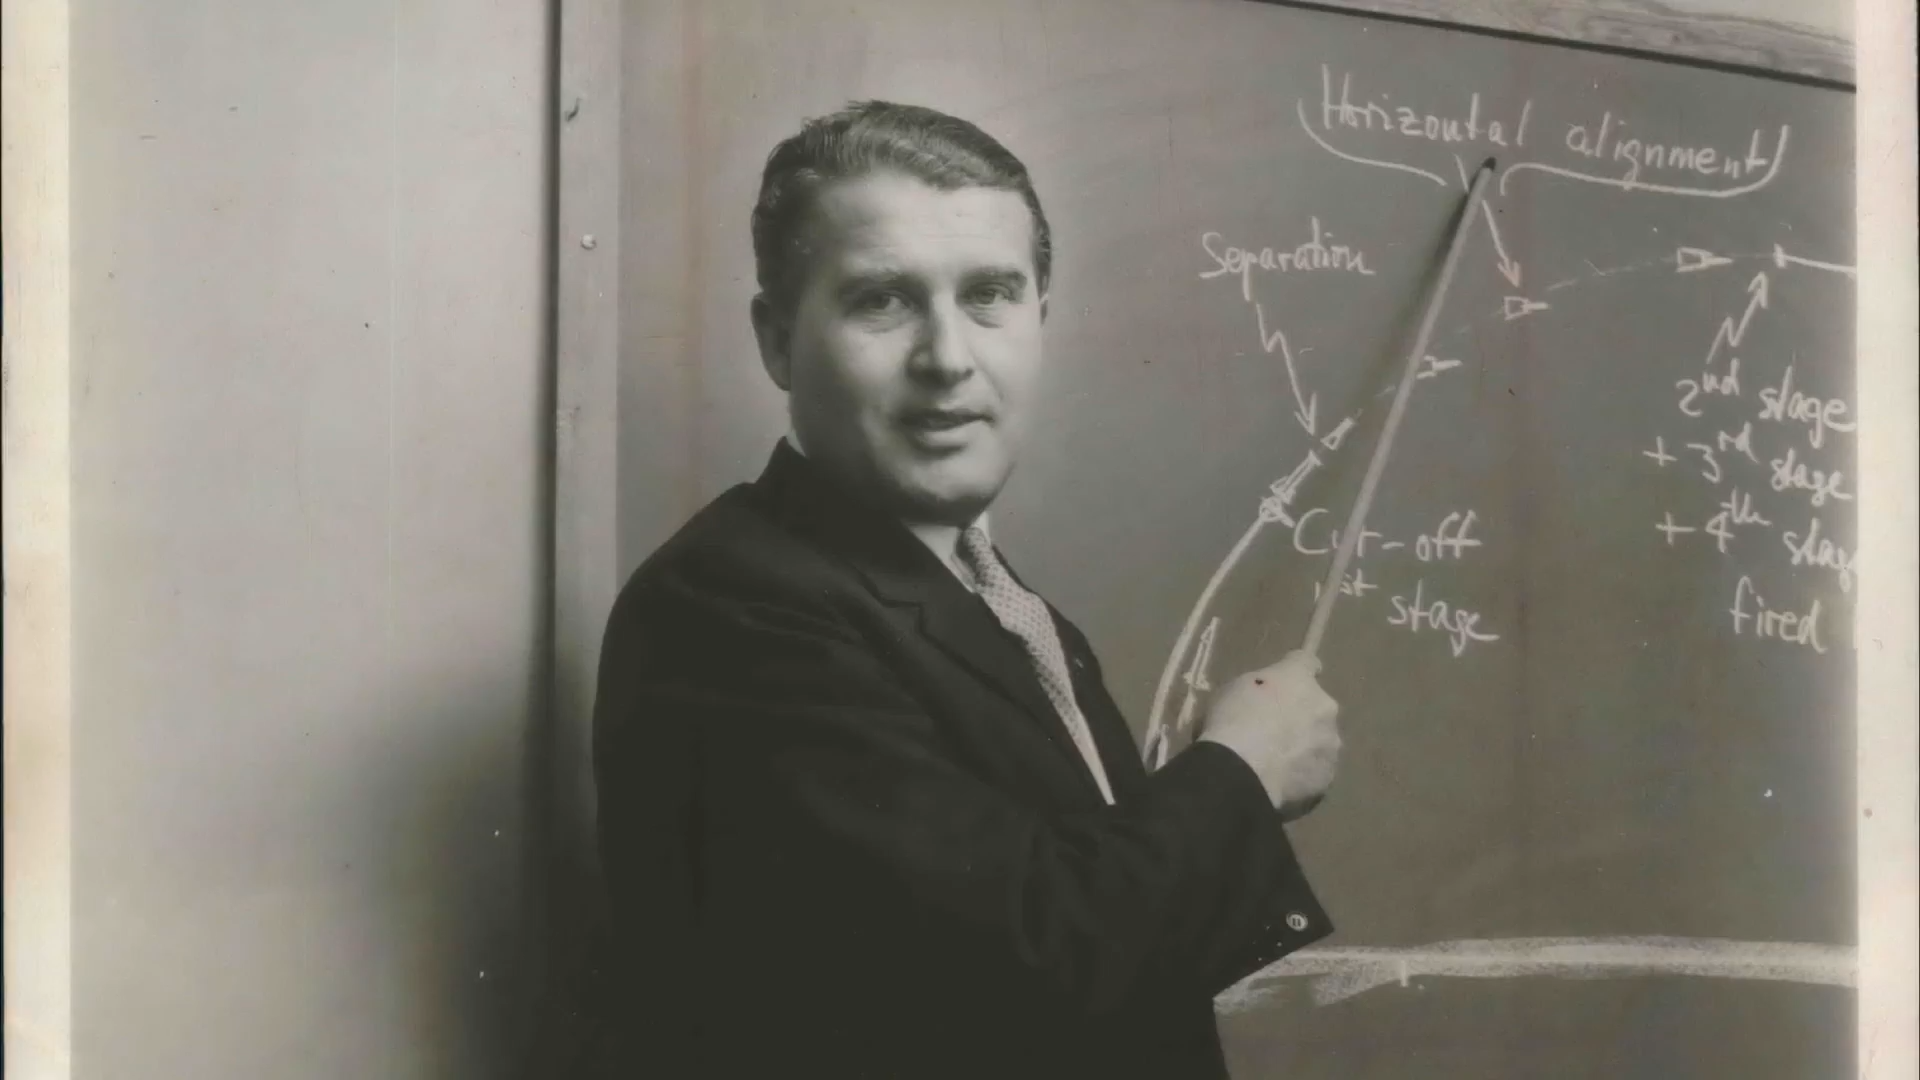 Horizontal alignment
Separation
2nd stage
+ 3rd stage
+ 4th stage
fired
Cut-off
1st stage